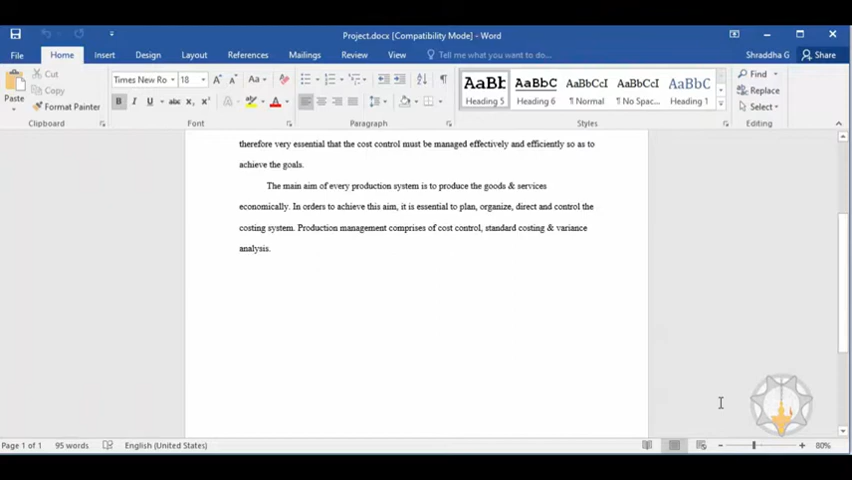 Project.docx [Compatibility Mode] - Word
File Home Insert Design Layout References Mailings Review View Tell me what you want to do... Shraddha G Share
Paste
Cut
Copy
Format Painter
Clipboard
Times New Ro 18 Aa
B I U abc x₂ x² A A
Font
Paragraph
AaBb AaBbC AaBbCcI AaBbCcI AaBbC
Heading 5 Heading 6 ¶ Normal ¶ No Spac... Heading 1
Styles
Find
Replace
Select
Editing
therefore very essential that the cost control must be managed effectively and efficiently so as to
achieve the goals.
The main aim of every production system is to produce the goods & services
economically. In orders to achieve this aim, it is essential to plan, organize, direct and control the
costing system. Production management comprises of cost control, standard costing & variance
analysis.
Page 1 of 1 95 words English (United States) 80%